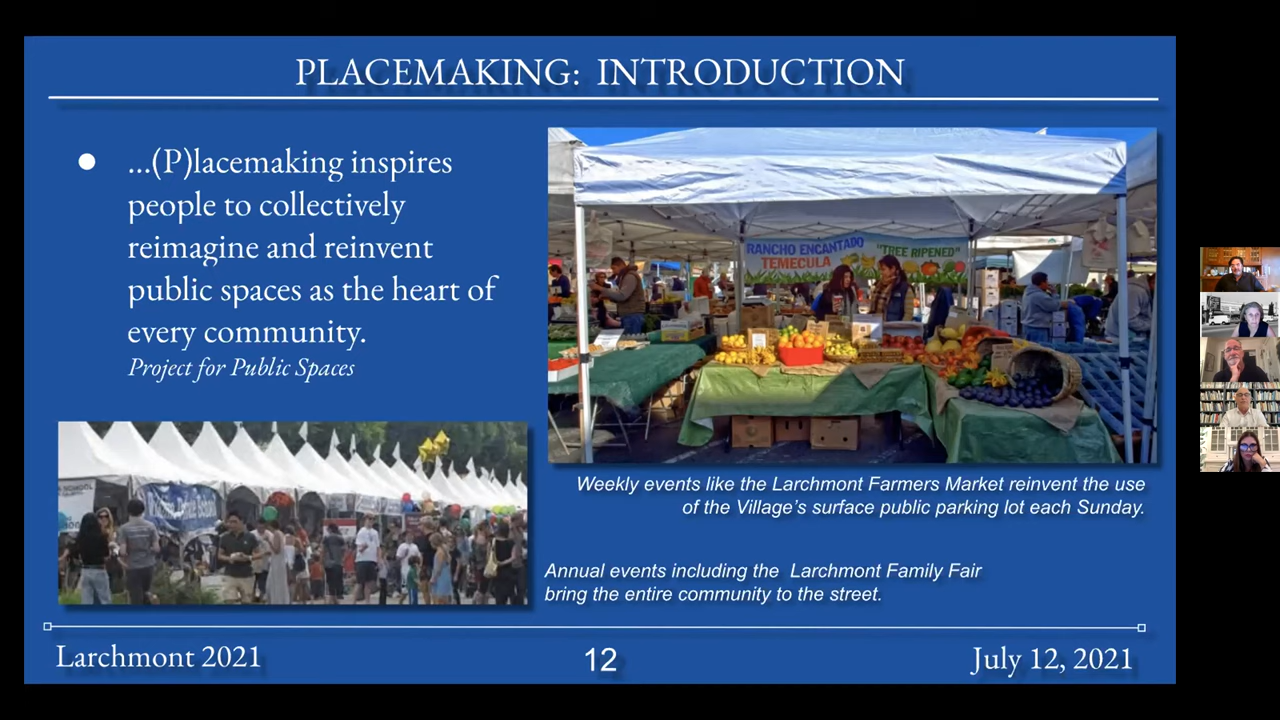 PLACEMAKING: INTRODUCTION
● ...(P)lacemaking inspires
people to collectively
reimagine and reinvent
public spaces as the heart of
every community.
Project for Public Spaces
RANCHO ENCANTADO
TEMECULA
"TREE RIPENED"
Weekly events like the Larchmont Farmers Market reinvent the use
of the Village's surface public parking lot each Sunday.
Annual events including the Larchmont Family Fair
bring the entire community to the street.
Larchmont 2021
12
July 12, 2021